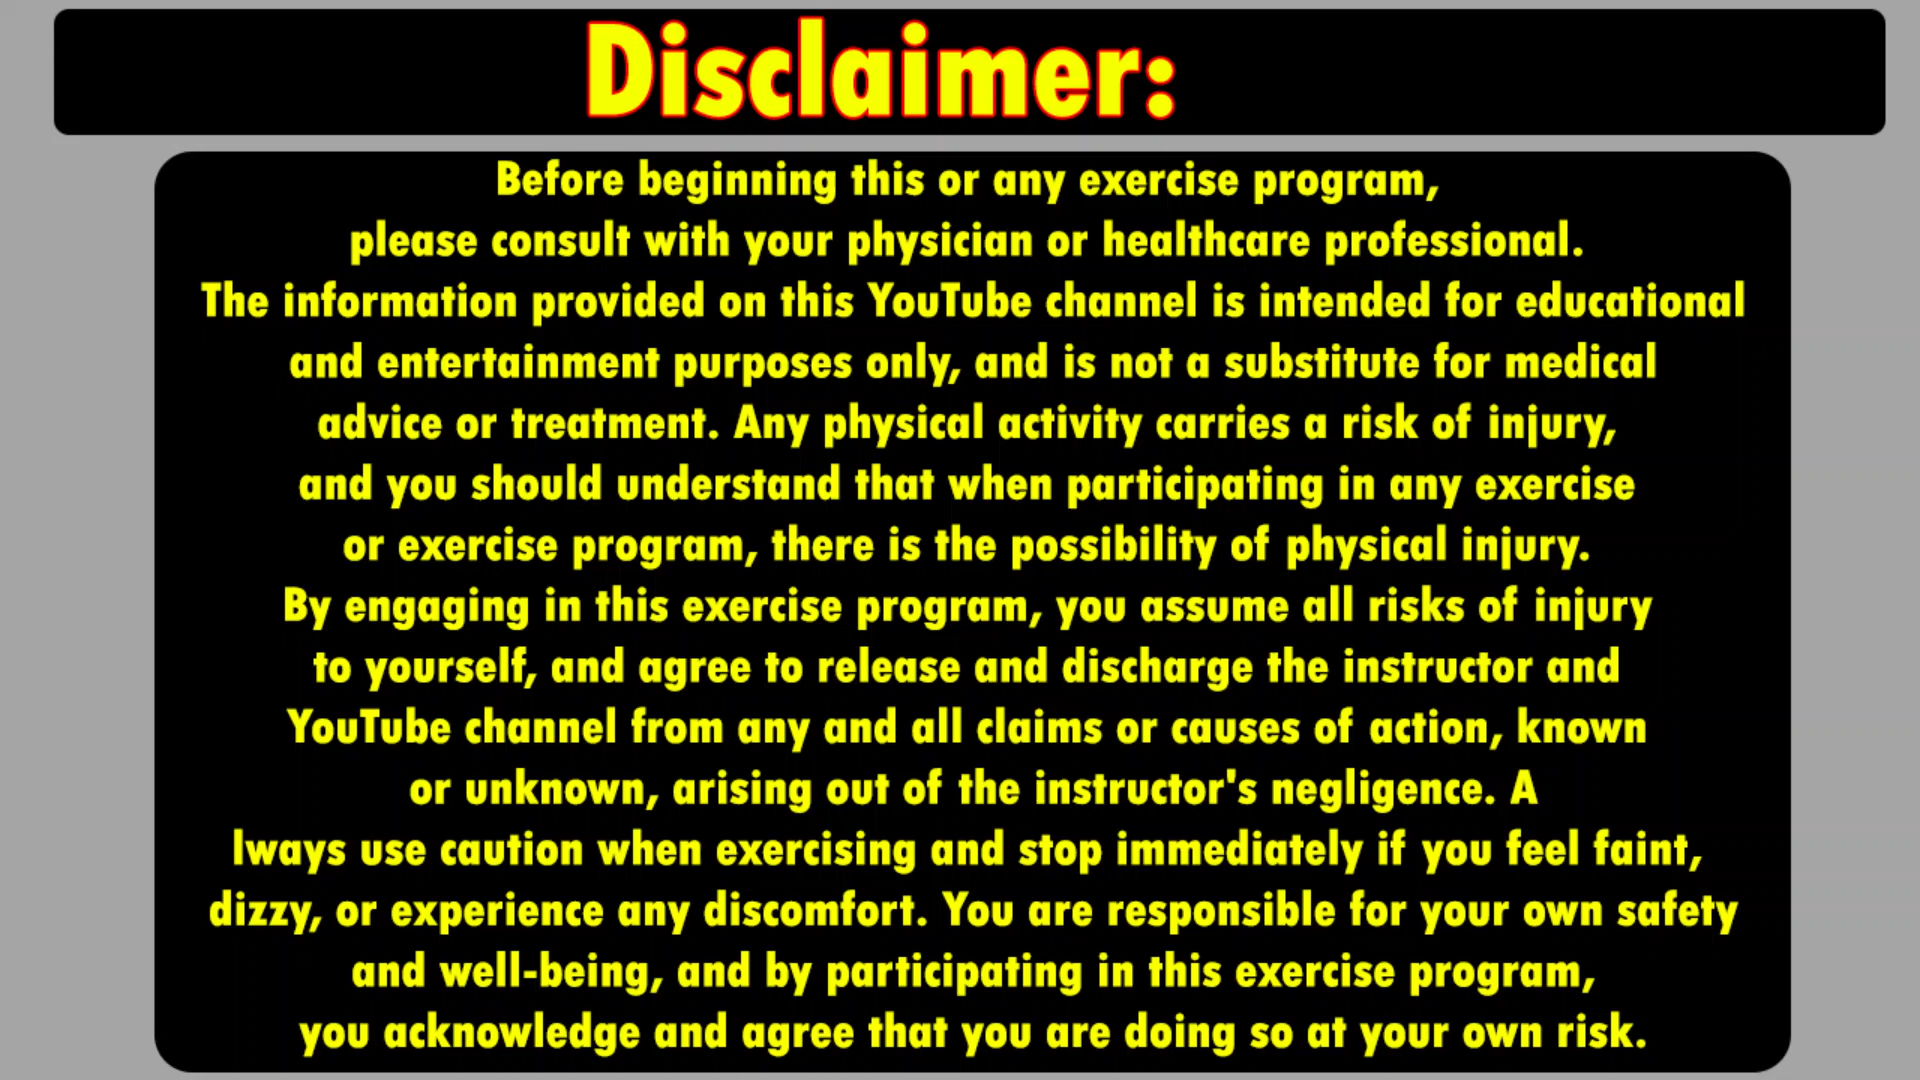 Disclaimer:
Before beginning this or any exercise program,
please consult with your physician or healthcare professional.
The information provided on this YouTube channel is intended for educational
and entertainment purposes only, and is not a substitute for medical
advice or treatment. Any physical activity carries a risk of injury,
and you should understand that when participating in any exercise
or exercise program, there is the possibility of physical injury.
By engaging in this exercise program, you assume all risks of injury
to yourself, and agree to release and discharge the instructor and
YouTube channel from any and all claims or causes of action, known
or unknown, arising out of the instructor's negligence. A
lways use caution when exercising and stop immediately if you feel faint,
dizzy, or experience any discomfort. You are responsible for your own safety
and well-being, and by participating in this exercise program,
you acknowledge and agree that you are doing so at your own risk.